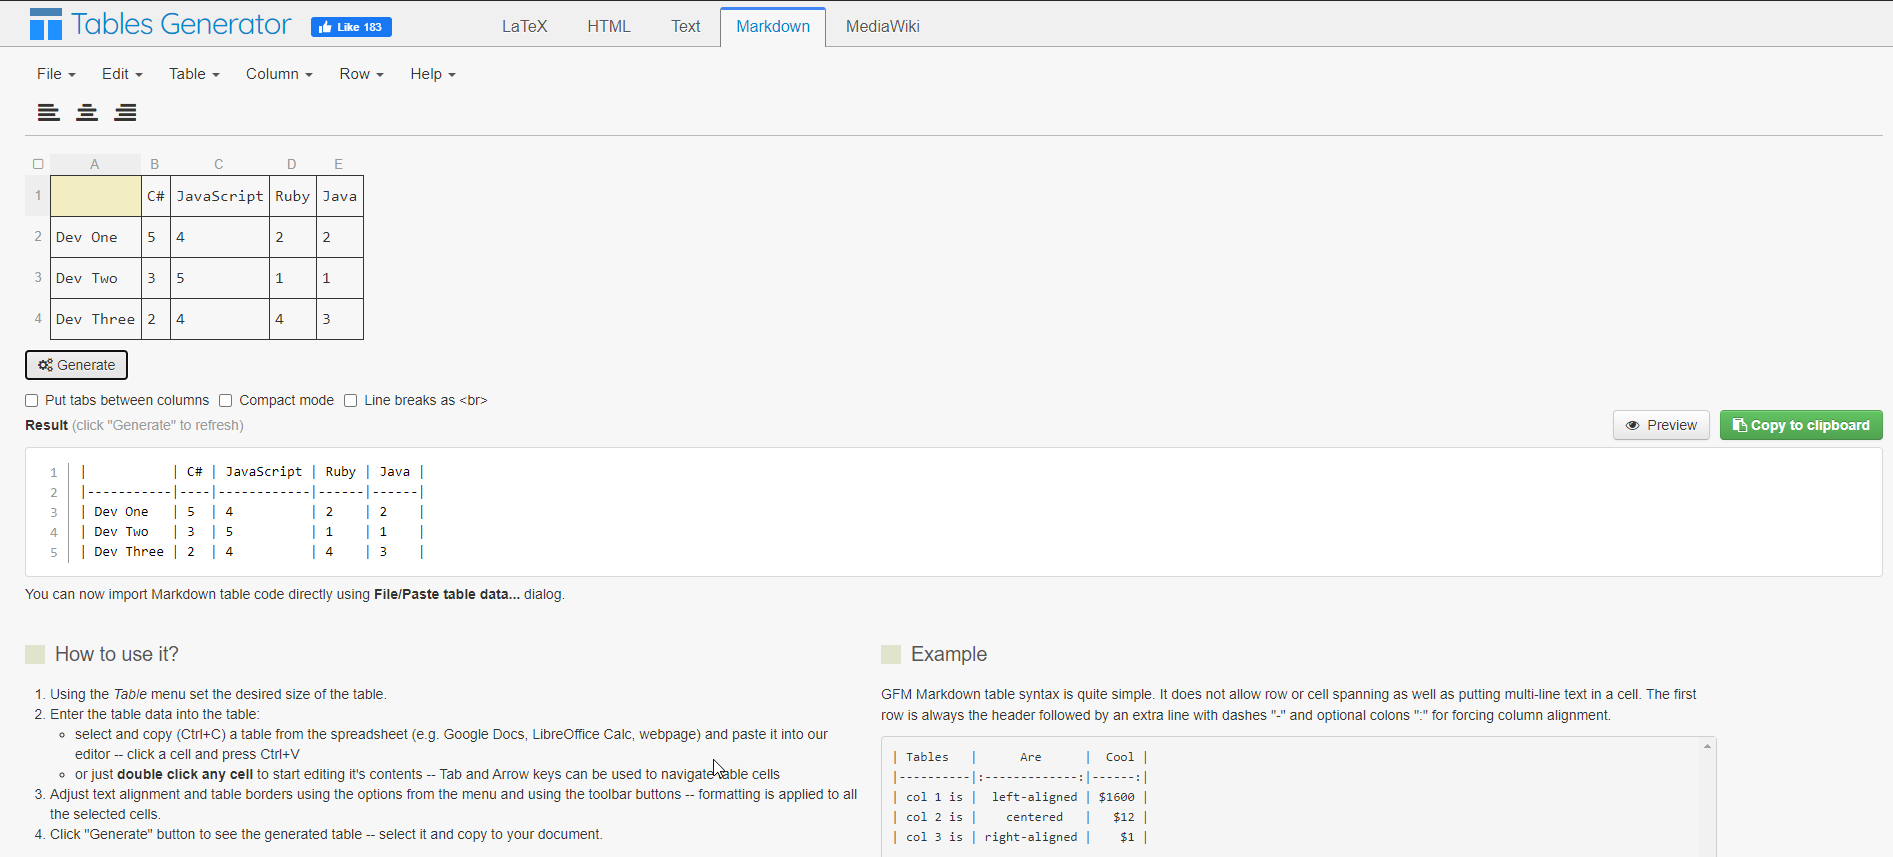 Tables Generator Like 183 LaTeX HTML Text Markdown MediaWiki
File Edit Table Column Row Help
A B C D E
1 C# JavaScript Ruby Java
2 Dev One 5 4 2 2
3 Dev Two 3 5 1 1
4 Dev Three 2 4 4 3
Generate
Put tabs between columns Compact mode Line breaks as <br>
Result (click "Generate" to refresh) Preview Copy to clipboard
1 |           | C# | JavaScript | Ruby | Java |
2 |-----------|----|------------|------|------|
3 | Dev One   | 5  | 4          | 2    | 2    |
4 | Dev Two   | 3  | 5          | 1    | 1    |
5 | Dev Three | 2  | 4          | 4    | 3    |
You can now import Markdown table code directly using File/Paste table data... dialog.
How to use it?
1. Using the Table menu set the desired size of the table.
2. Enter the table data into the table:
◦ select and copy (Ctrl+C) a table from the spreadsheet (e.g. Google Docs, LibreOffice Calc, webpage) and paste it into our
editor -- click a cell and press Ctrl+V
◦ or just double click any cell to start editing it's contents -- Tab and Arrow keys can be used to navigate table cells
3. Adjust text alignment and table borders using the options from the menu and using the toolbar buttons -- formatting is applied to all
the selected cells.
4. Click "Generate" button to see the generated table -- select it and copy to your document.
Example
GFM Markdown table syntax is quite simple. It does not allow row or cell spanning as well as putting multi-line text in a cell. The first
row is always the header followed by an extra line with dashes "-" and optional colons ":" for forcing column alignment.
| Tables   |      Are      |  Cool |
|----------|:-------------:|------:|
| col 1 is |  left-aligned | $1600 |
| col 2 is |    centered   |   $12 |
| col 3 is | right-aligned |    $1 |